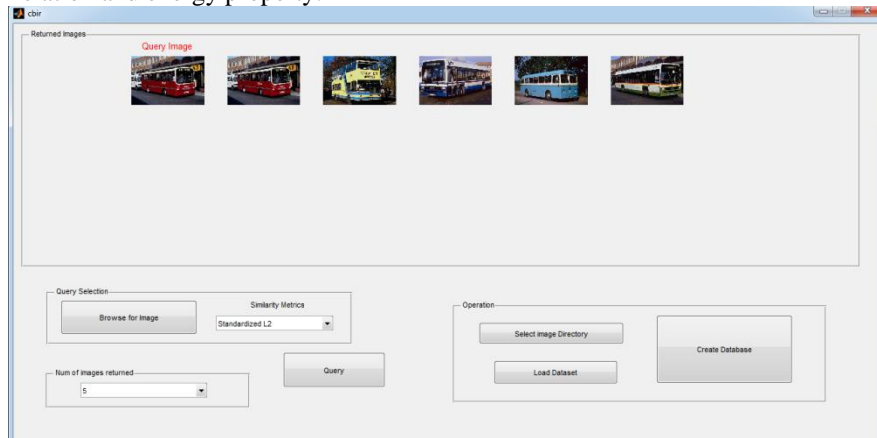 cbir
Returned Images
Query Image
Query Selection
Browse for Image
Similarity Metrics
Standardized L2
Operation
Select image Directory
Create Database
Load Dataset
Num of images returned
5
Query